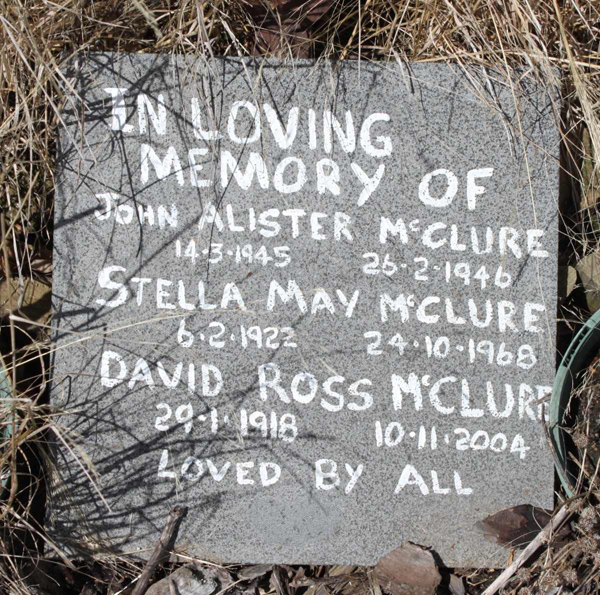 IN LOVING
MEMORY OF
JOHN ALISTER McCLURE
14·3·1945 26·2·1946
STELLA MAY McCLURE
6·2·1922 24·10·1968
DAVID ROSS McCLURE
29·1·1918 10·11·2004
LOVED BY ALL